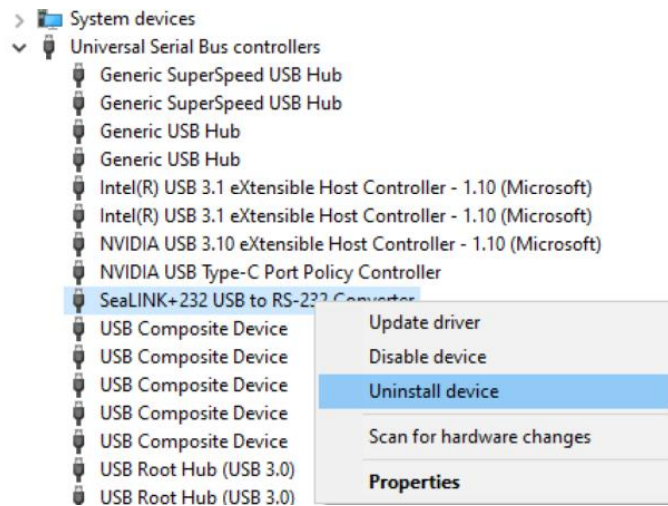 System devices
Universal Serial Bus controllers
Generic SuperSpeed USB Hub
Generic SuperSpeed USB Hub
Generic USB Hub
Generic USB Hub
Intel(R) USB 3.1 eXtensible Host Controller - 1.10 (Microsoft)
Intel(R) USB 3.1 eXtensible Host Controller - 1.10 (Microsoft)
NVIDIA USB 3.10 eXtensible Host Controller - 1.10 (Microsoft)
NVIDIA USB Type-C Port Policy Controller
SeaLINK+232 USB to RS-232 Converter
USB Composite Device
USB Composite Device
USB Composite Device
USB Composite Device
USB Composite Device
USB Root Hub (USB 3.0)
USB Root Hub (USB 3.0)
Update driver
Disable device
Uninstall device
Scan for hardware changes
Properties